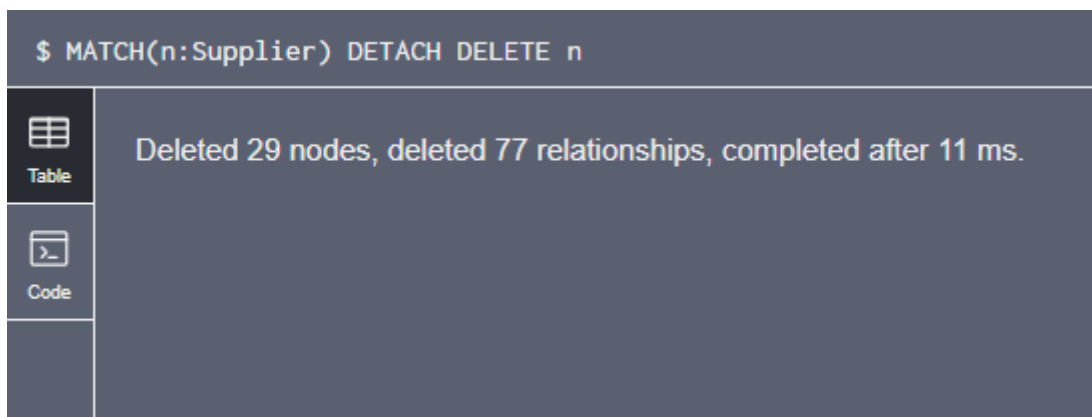 $ MATCH(n:Supplier) DETACH DELETE n
Table
Deleted 29 nodes, deleted 77 relationships, completed after 11 ms.
Code